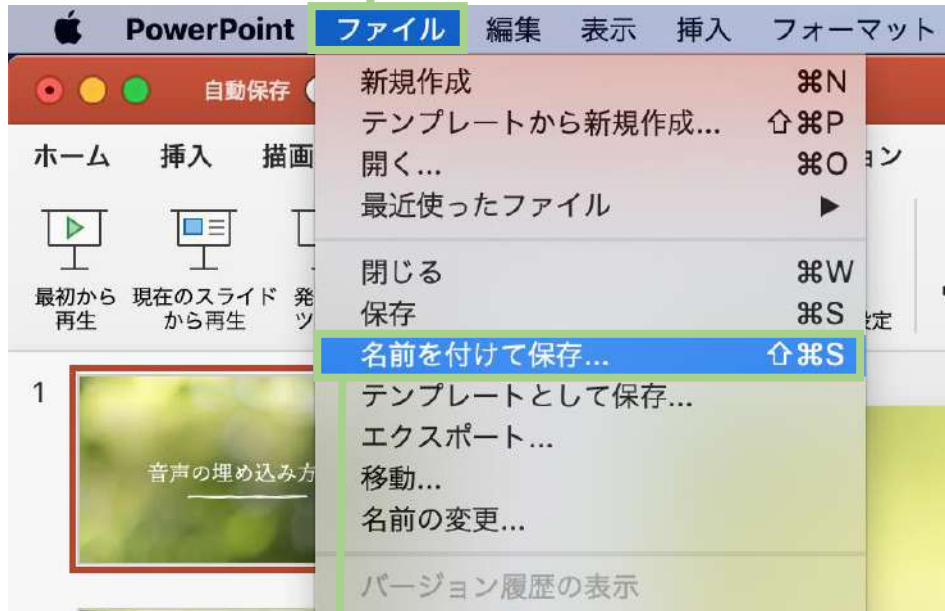 PowerPoint ファイル 編集 表示 挿入 フォーマット
自動保存
ホーム 挿入 描画
新規作成 ⌘N
テンプレートから新規作成... ⇧⌘P
開く... ⌘O
最近使ったファイル ▶
閉じる ⌘W
保存 ⌘S
名前を付けて保存... ⇧⌘S
テンプレートとして保存...
エクスポート...
移動...
名前の変更...
バージョン履歴の表示
ョン
最初から
再生
現在のスライド
から再生
発
ツ
定
1
音声の埋め込み方